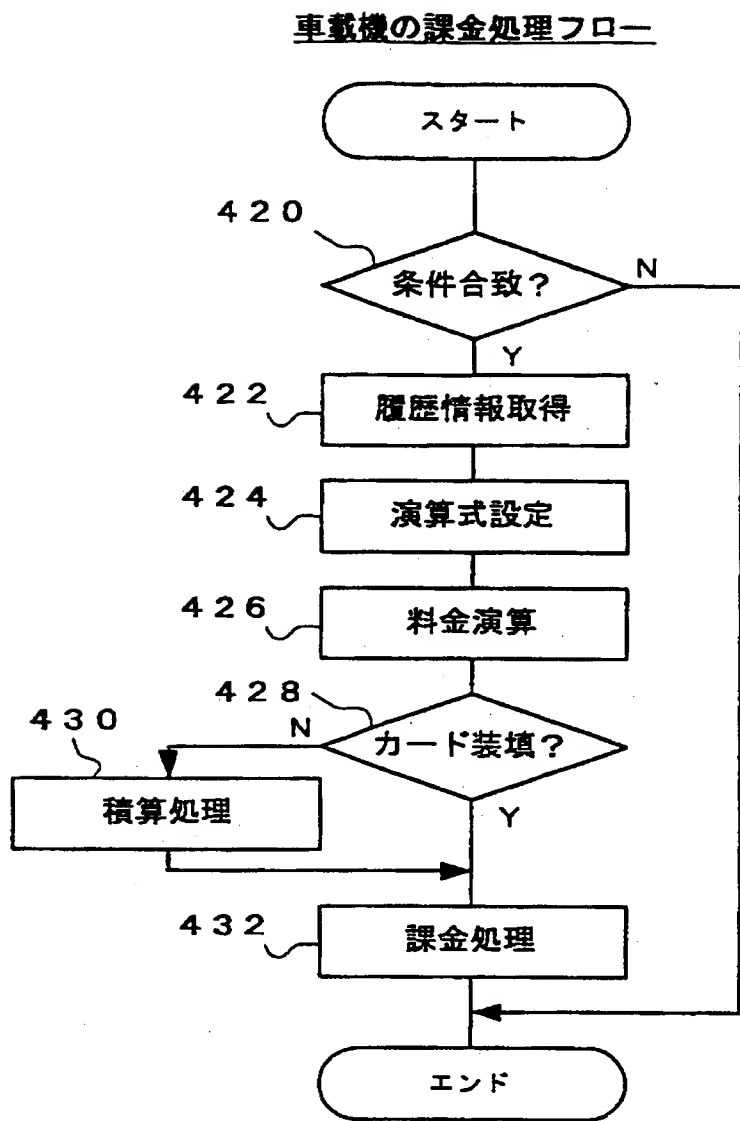 車載機の課金処理フロー
スタート
420
条件合致?
N
Y
422
履歴情報取得
424
演算式設定
426
料金演算
428
カード装填?
N
430
積算処理
Y
432
課金処理
エンド